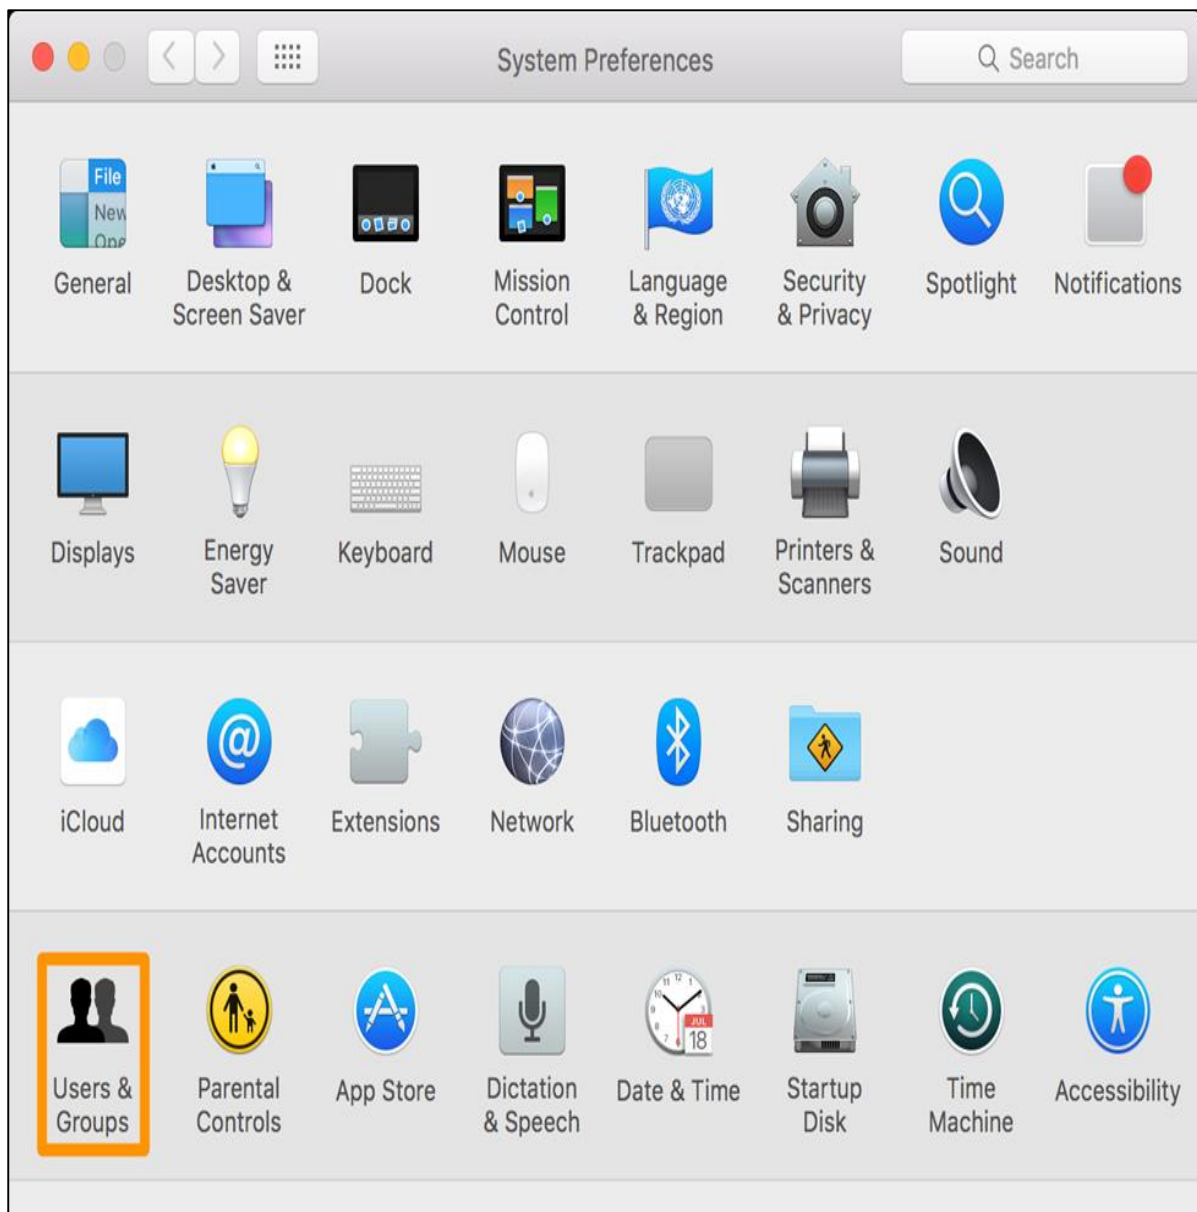 System Preferences
Search
File
New
Ope
General
Desktop &
Screen Saver
Dock
Mission
Control
Language
& Region
Security
& Privacy
Spotlight
Notifications
Displays
Energy
Saver
Keyboard
Mouse
Trackpad
Printers &
Scanners
Sound
iCloud
@
Internet
Accounts
Extensions
Network
Bluetooth
Sharing
Users &
Groups
Parental
Controls
App Store
Dictation
& Speech
JUL
18
Date & Time
Startup
Disk
Time
Machine
Accessibility